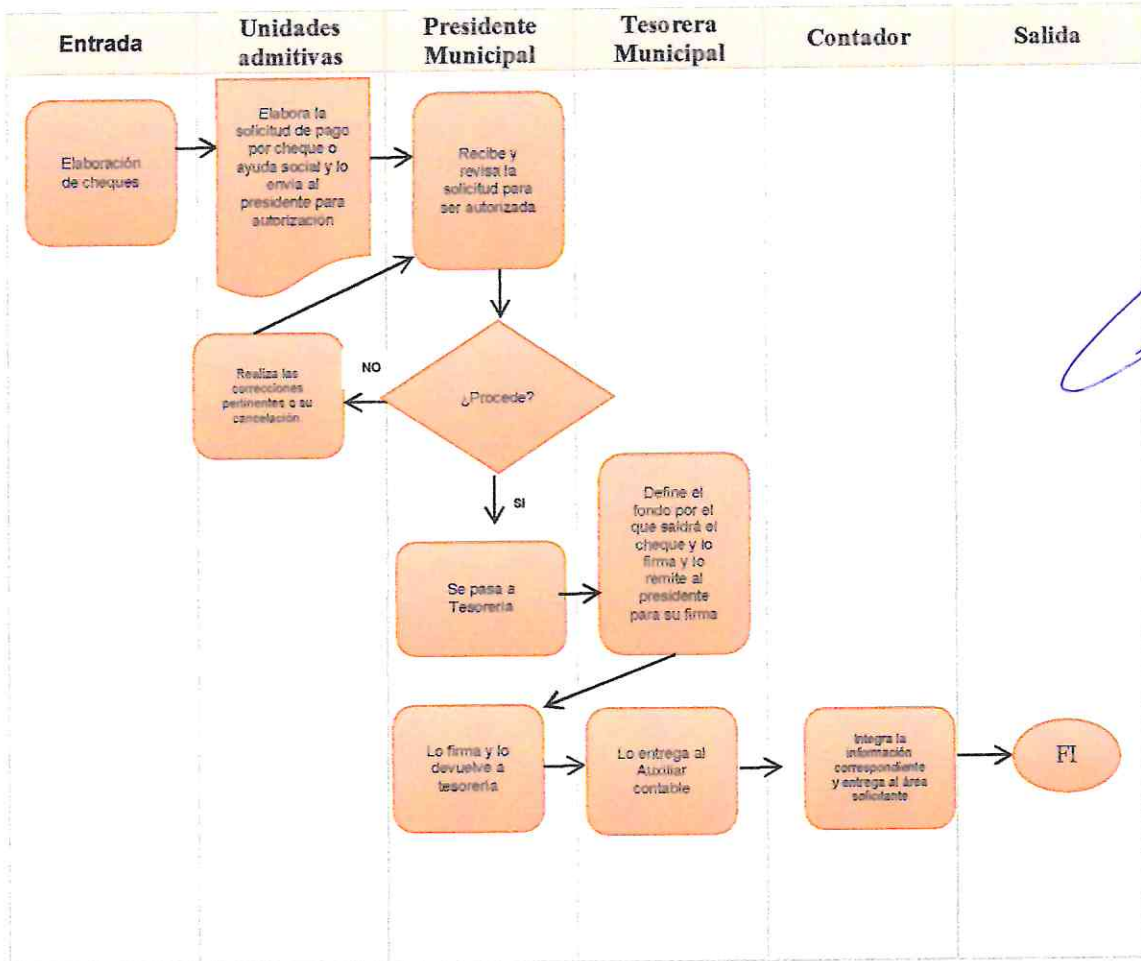 Entrada
Unidades
admitivas
Presidente
Municipal
Tesorera
Municipal
Contador
Salida
Elaboración
de cheques
Elabora la
solicitud de pago
por cheque o
ayuda social y lo
envia al
presidente para
autorización
Recibe y
revisa la
solicitud para
ser autorizada
Realiza las
correcciones
pertinentes o su
cancelación
NO
¿Procede?
SI
Se pasa a
Tesorería
Define el
fondo por el
que saldrá el
cheque y lo
firma y lo
remite al
presidente
para su firma
Lo firma y lo
devuelve a
tesorería
Lo entrega al
Auxiliar
contable
Integra la
información
correspondiente
y entrega al área
solicitante
FI